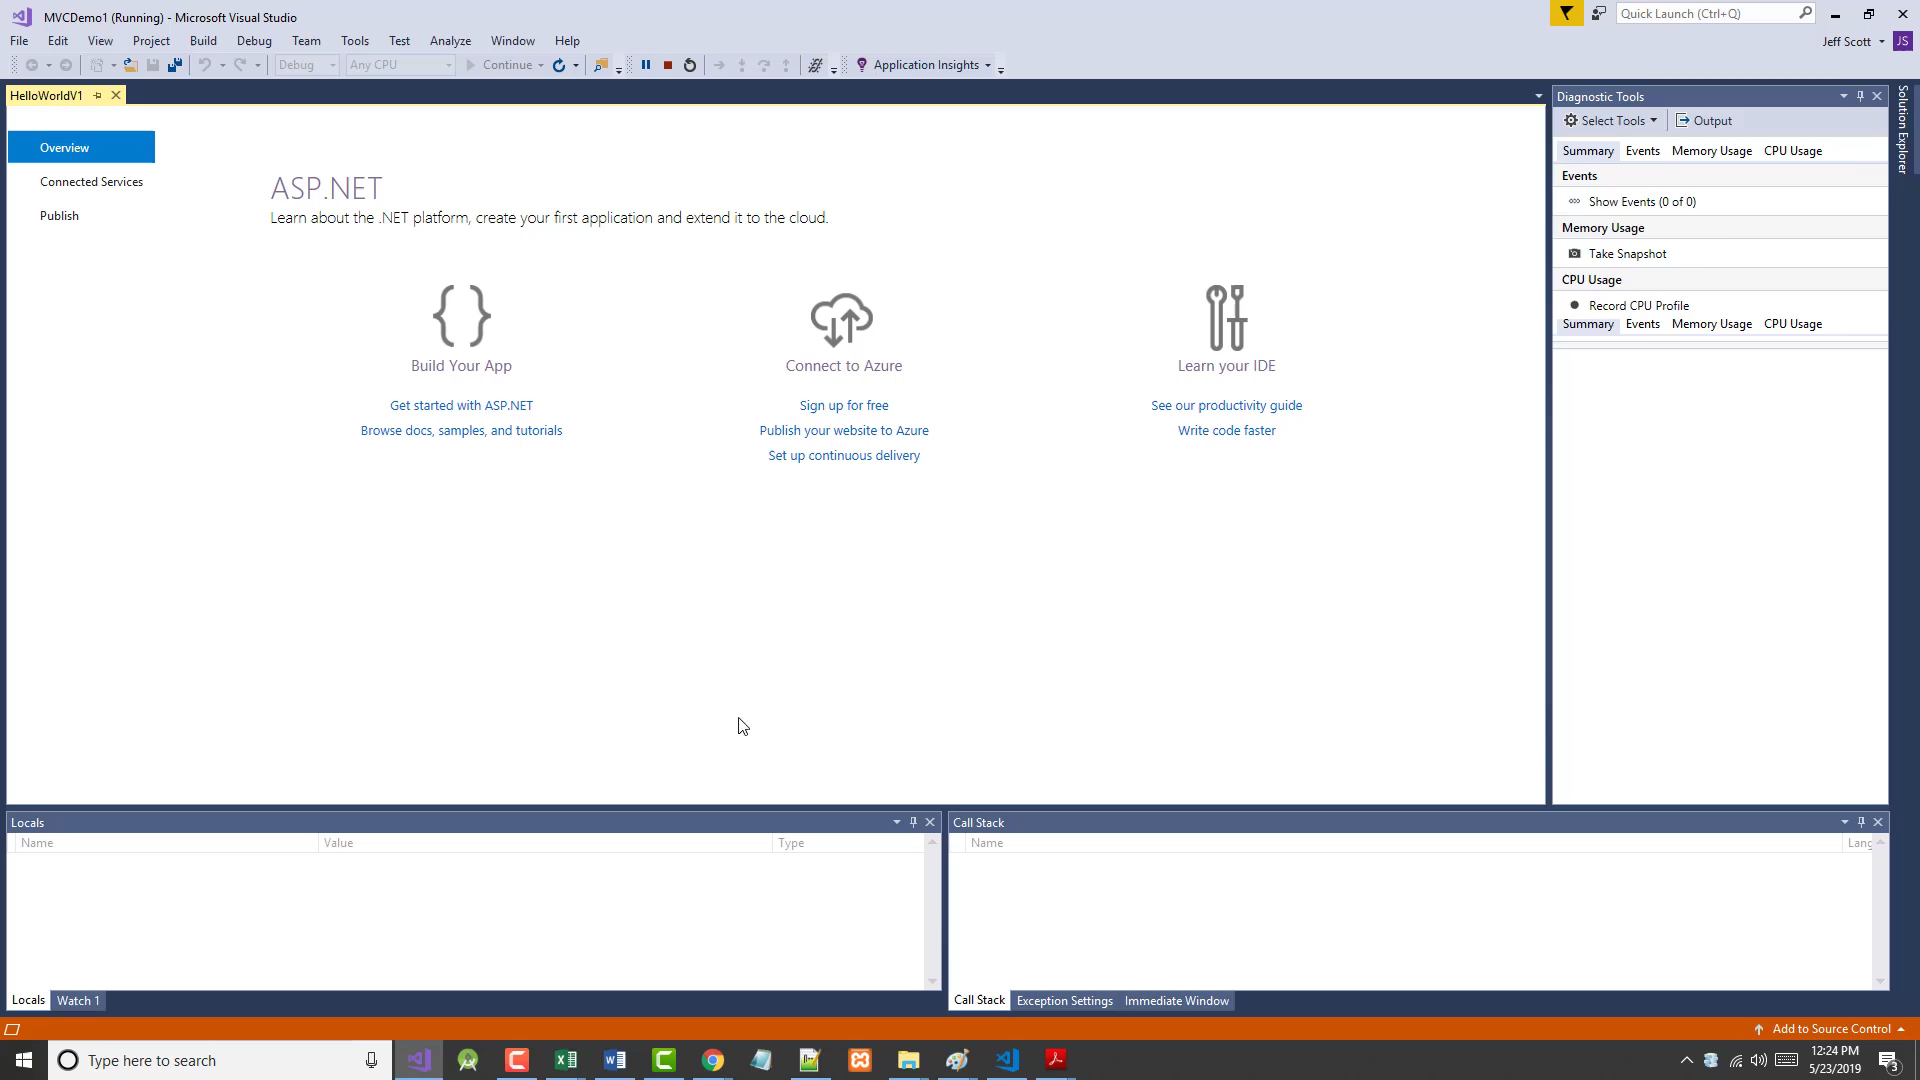 MVCDemo1 (Running) - Microsoft Visual Studio
Quick Launch (Ctrl+Q)
File Edit View Project Build Debug Team Tools Test Analyze Window Help
Jeff Scott JS
Debug Any CPU Continue Application Insights
HelloWorldV1
Overview
Connected Services
Publish
ASP.NET
Learn about the .NET platform, create your first application and extend it to the cloud.
Build Your App
Get started with ASP.NET
Browse docs, samples, and tutorials
Connect to Azure
Sign up for free
Publish your website to Azure
Set up continuous delivery
Learn your IDE
See our productivity guide
Write code faster
Diagnostic Tools
Select Tools Output
Summary Events Memory Usage CPU Usage
Events
Show Events (0 of 0)
Memory Usage
Take Snapshot
CPU Usage
Record CPU Profile
Summary Events Memory Usage CPU Usage
Solution Explorer
Locals
Name Value Type
Locals Watch 1
Call Stack
Name Lang
Call Stack Exception Settings Immediate Window
Add to Source Control
Type here to search
12:24 PM
5/23/2019
3